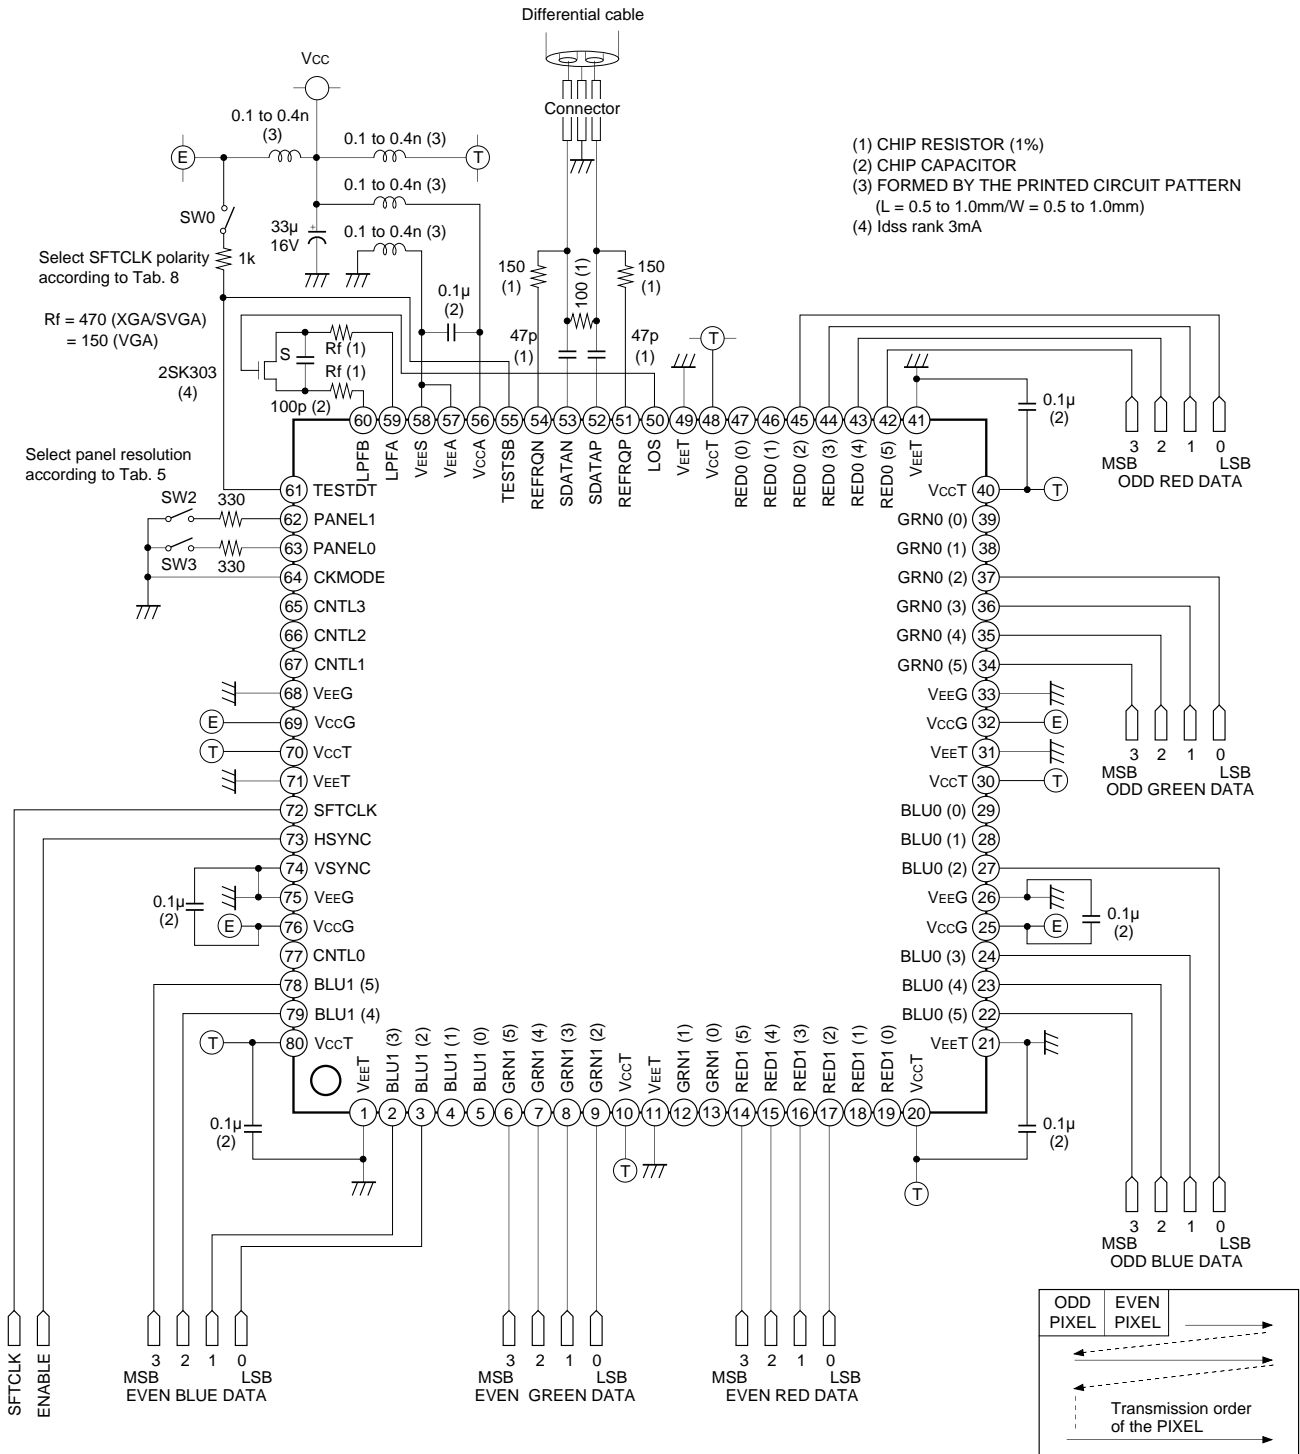 Differential cable
Vcc
Connector
0.1 to 0.4n
(3)
0.1 to 0.4n (3)
E
T
0.1 to 0.4n (3)
SW0
33μ
16V
0.1 to 0.4n (3)
(1) CHIP RESISTOR (1%)
(2) CHIP CAPACITOR
(3) FORMED BY THE PRINTED CIRCUIT PATTERN
(L = 0.5 to 1.0mm/W = 0.5 to 1.0mm)
(4) Idss rank 3mA
Select SFTCLK polarity
according to Tab. 8
1k
0.1μ
(2)
150
(1)
100 (1)
150
(1)
Rf = 470 (XGA/SVGA)
= 150 (VGA)
47p
(1)
47p
(1)
T
2SK303
(4)
S
Rf (1)
Rf (1)
100p (2)
0.1μ
(2)
60 59 58 57 56 55 54 53 52 51 50 49 48 47 46 45 44 43 42 41
LPFB
LPFA
VEES
VEEA
VCCA
TESTSB
REFRQN
SDATAN
SDATAP
REFRQP
LOS
VEET
VCCT
RED0 (0)
RED0 (1)
RED0 (2)
RED0 (3)
RED0 (4)
RED0 (5)
VEET
3 2 1 0
MSB LSB
ODD RED DATA
Select panel resolution
according to Tab. 5
61 TESTDT
SW2 330
62 PANEL1
63 PANEL0
SW3 330
64 CKMODE
65 CNTL3
66 CNTL2
67 CNTL1
68 VEEG
E 69 VCCG
T 70 VCCT
71 VEET
72 SFTCLK
73 HSYNC
74 VSYNC
0.1μ
(2)
75 VEEG
E 76 VCCG
77 CNTL0
78 BLU1 (5)
79 BLU1 (4)
T 80 VCCT
VCCT 40 T
GRN0 (0) 39
GRN0 (1) 38
GRN0 (2) 37
GRN0 (3) 36
GRN0 (4) 35
GRN0 (5) 34
VEEG 33
VCCG 32 E
VEET 31
VCCT 30 T
3 2 1 0
MSB LSB
ODD GREEN DATA
BLU0 (0) 29
BLU0 (1) 28
BLU0 (2) 27
VEEG 26
VCCG 25 E
0.1μ
(2)
BLU0 (3) 24
BLU0 (4) 23
BLU0 (5) 22
VEET 21
VEET
BLU1 (3)
BLU1 (2)
BLU1 (1)
BLU1 (0)
GRN1 (5)
GRN1 (4)
GRN1 (3)
GRN1 (2)
VCCT
VEET
GRN1 (1)
GRN1 (0)
RED1 (5)
RED1 (4)
RED1 (3)
RED1 (2)
RED1 (1)
RED1 (0)
VCCT
1 2 3 4 5 6 7 8 9 10 11 12 13 14 15 16 17 18 19 20
0.1μ
(2)
0.1μ
(2)
T
T
3 2 1 0
MSB LSB
ODD BLUE DATA
SFTCLK
ENABLE
3 2 1 0
MSB LSB
EVEN BLUE DATA
3 2 1 0
MSB LSB
EVEN GREEN DATA
3 2 1 0
MSB LSB
EVEN RED DATA
ODD
PIXEL
EVEN
PIXEL
Transmission order
of the PIXEL